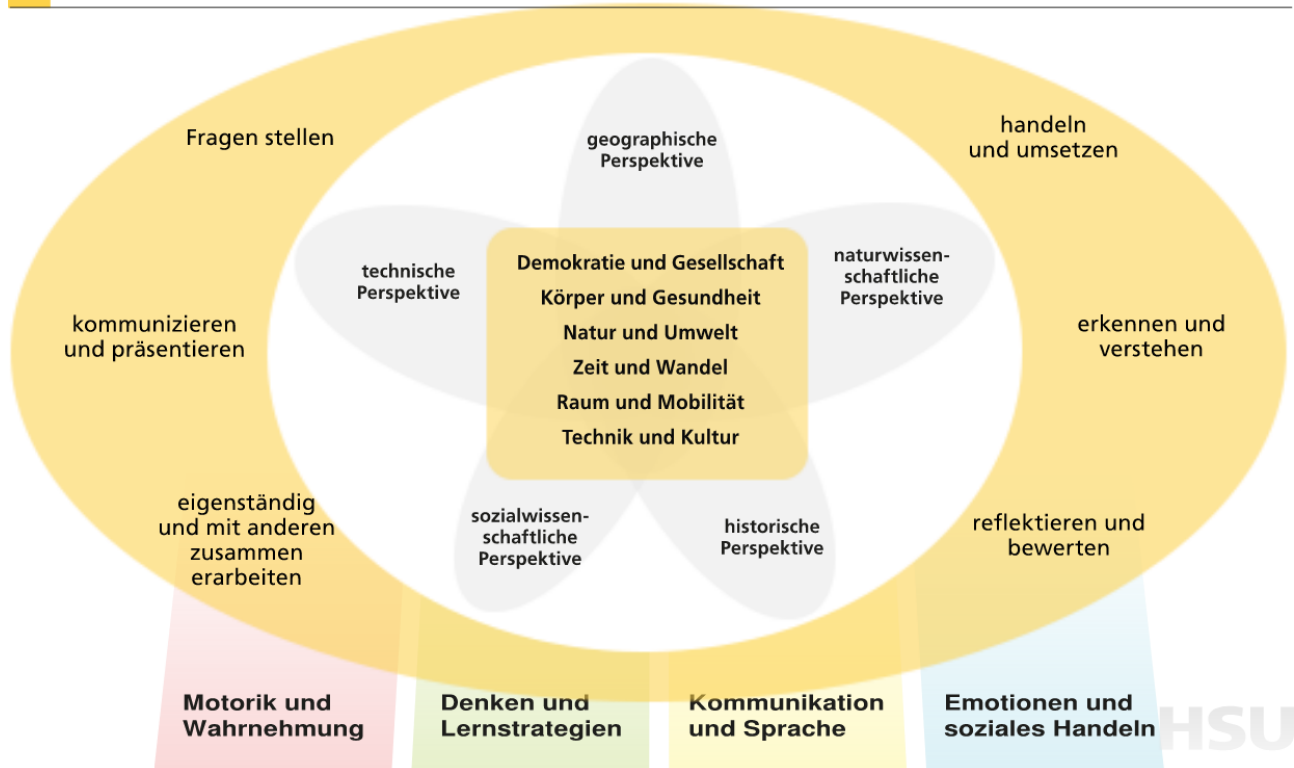 Fragen stellen
geographische
Perspektive
handeln
und umsetzen
technische
Perspektive
Demokratie und Gesellschaft
Körper und Gesundheit
Natur und Umwelt
Zeit und Wandel
Raum und Mobilität
Technik und Kultur
naturwissen-
schaftliche
Perspektive
kommunizieren
und präsentieren
erkennen und
verstehen
eigenständig
und mit anderen
zusammen
erarbeiten
sozialwissen-
schaftliche
Perspektive
historische
Perspektive
reflektieren und
bewerten
Motorik und
Wahrnehmung
Denken und
Lernstrategien
Kommunikation
und Sprache
Emotionen und
soziales Handeln
HSU